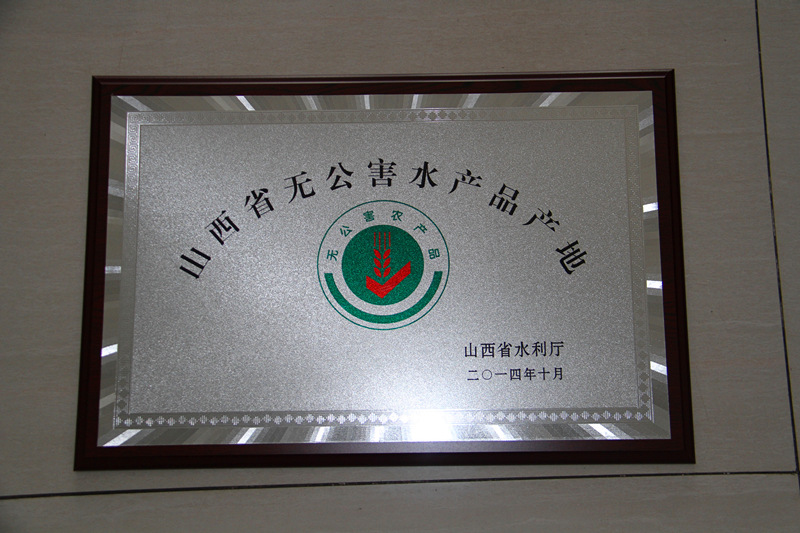 山西省无公害水产品产地
无公害农产品
山西省水利厅
二〇一四年十月